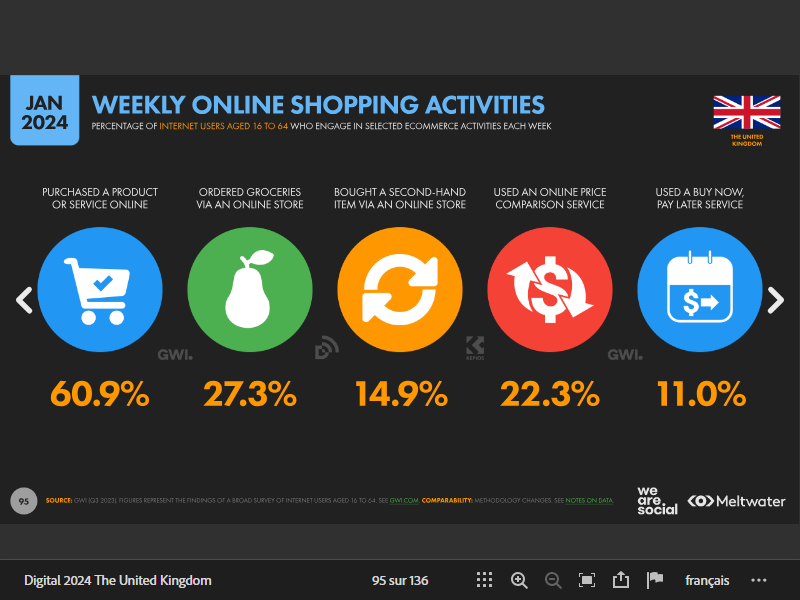 JAN
2024
WEEKLY ONLINE SHOPPING ACTIVITIES
PERCENTAGE OF INTERNET USERS AGED 16 TO 64 WHO ENGAGE IN SELECTED ECOMMERCE ACTIVITIES EACH WEEK
THE UNITED
KINGDOM
PURCHASED A PRODUCT
OR SERVICE ONLINE
ORDERED GROCERIES
VIA AN ONLINE STORE
BOUGHT A SECOND-HAND
ITEM VIA AN ONLINE STORE
USED AN ONLINE PRICE
COMPARISON SERVICE
USED A BUY NOW,
PAY LATER SERVICE
GWI.
KEPIOS
GWI.
60.9%
27.3%
14.9%
22.3%
11.0%
95
SOURCE: GWI (Q3 2023). FIGURES REPRESENT THE FINDINGS OF A BROAD SURVEY OF INTERNET USERS AGED 16 TO 64. SEE GWI.COM. COMPARABILITY: METHODOLOGY CHANGES. SEE NOTES ON DATA.
we
are.
social
Meltwater
Digital 2024 The United Kingdom
95 sur 136
français